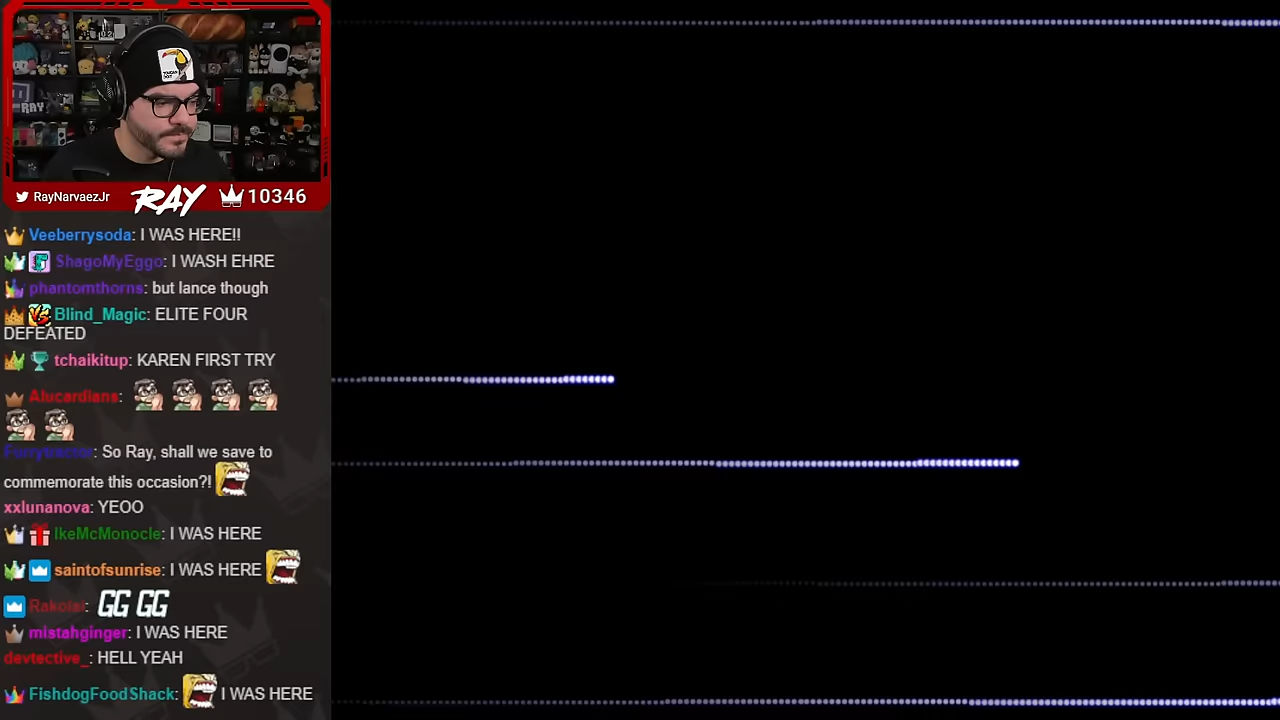 RayNarvaezJr RAY 10346
Veeberrysoda: I WAS HERE!!
ShagoMyEggo: I WASH EHRE
phantomthorns: but lance though
Blind_Magic: ELITE FOUR
DEFEATED
tchaikitup: KAREN FIRST TRY
Alucardians:
So Ray, shall we save to
commemorate this occasion?!
xxlunanova: YEOO
IkeMcMonocle: I WAS HERE
saintofsunrise: I WAS HERE
Rakolai: GG GG
mistahginger: I WAS HERE
devtective_: HELL YEAH
FishdogFoodShack: I WAS HERE